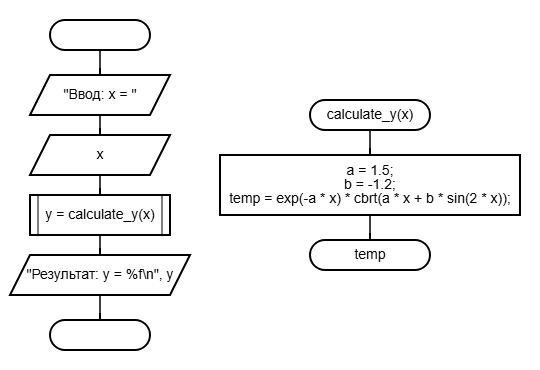 "Ввод: x = "
x
y = calculate_y(x)
"Результат: y = %f\n", y
calculate_y(x)
a = 1.5;
b = -1.2;
temp = exp(-a * x) * cbrt(a * x + b * sin(2 * x));
temp